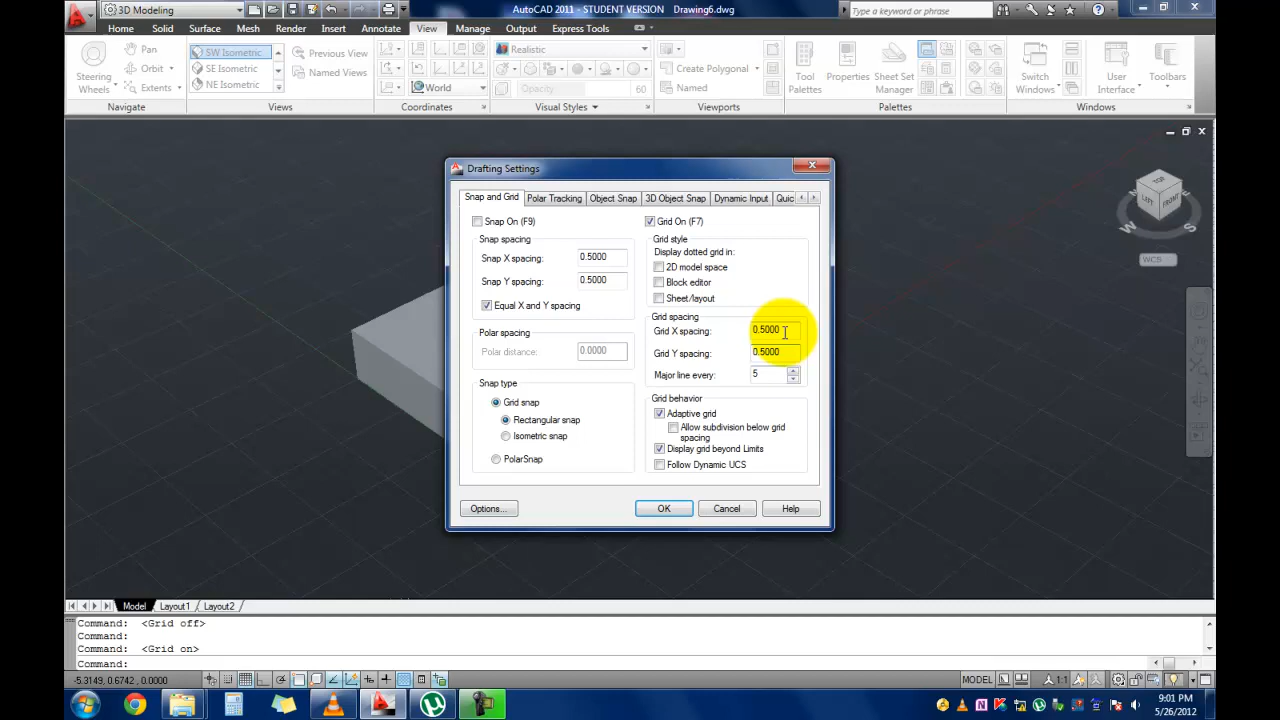 3D Modeling
AutoCAD 2011 - STUDENT VERSION Drawing6.dwg
Type a keyword or phrase
Home Solid Surface Mesh Render Insert Annotate View Manage Output Express Tools
Pan
Orbit
Extents
Steering Wheels
Navigate
SW Isometric
SE Isometric
NE Isometric
Previous View
Named Views
Views
World
Coordinates
Realistic
Opacity 60
Visual Styles
Create Polygonal
Named
Viewports
Tool Palettes
Properties
Sheet Set Manager
Palettes
Switch Windows
User Interface
Toolbars
Windows
Drafting Settings
Snap and Grid Polar Tracking Object Snap 3D Object Snap Dynamic Input Quic
Snap On (F9)
Snap spacing
Snap X spacing: 0.5000
Snap Y spacing: 0.5000
Equal X and Y spacing
Polar spacing
Polar distance: 0.0000
Snap type
Grid snap
Rectangular snap
Isometric snap
PolarSnap
Grid On (F7)
Grid style
Display dotted grid in:
2D model space
Block editor
Sheet/layout
Grid spacing
Grid X spacing: 0.5000
Grid Y spacing: 0.5000
Major line every: 5
Grid behavior
Adaptive grid
Allow subdivision below grid
spacing
Display grid beyond Limits
Follow Dynamic UCS
Options... OK Cancel Help
TOP
LEFT
FRONT
W
S
WCS
Model Layout1 Layout2
Command: <Grid off>
Command:
Command: <Grid on>
Command:
-5.3149, 0.6742, 0.0000
MODEL
1:1
9:01 PM
5/26/2012